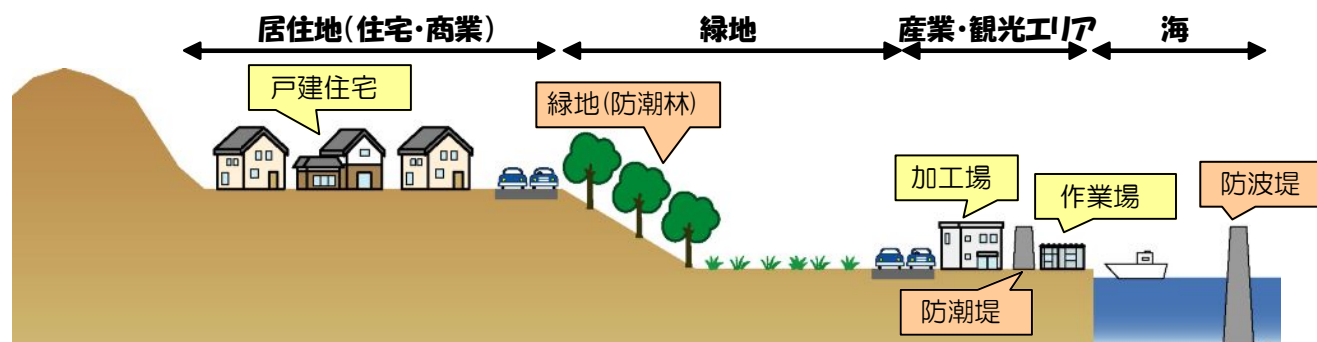 居住地(住宅・商業)
緑地
産業・観光エリア
海
戸建住宅
緑地(防潮林)
加工場
作業場
防波堤
防潮堤